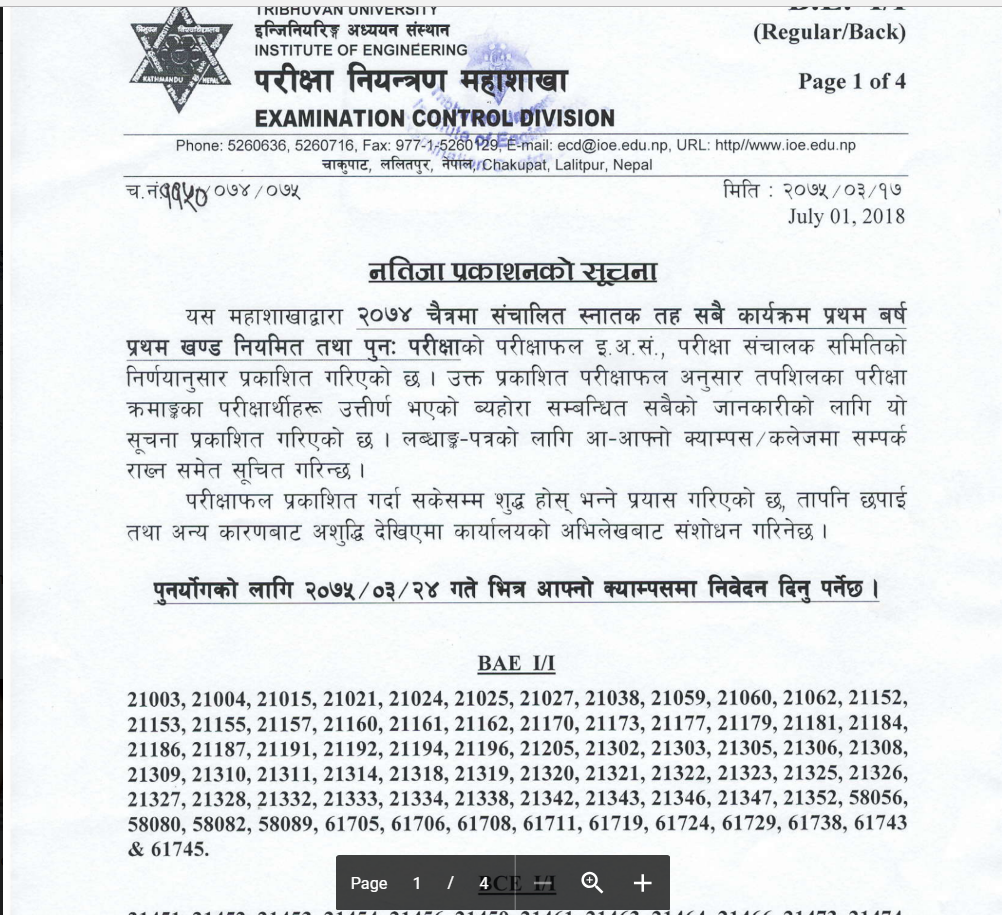 TRIBHUVAN UNIVERSITY
इन्जिनियरिङ्ग अध्ययन संस्थान
INSTITUTE OF ENGINEERING
परीक्षा नियन्त्रण महाशाखा
EXAMINATION CONTROL DIVISION
B.E. I/I
(Regular/Back)
Page 1 of 4
KATHMANDU NEPAL
Phone: 5260636, 5260716, Fax: 977-1-5260129, E-mail: ecd@ioe.edu.np, URL: http//www.ioe.edu.np
चाकुपाट, ललितपुर, नेपाल, Chakupat, Lalitpur, Nepal
च.नं. ११५० /०७४/०७५
मिति : २०७५/०३/१७
July 01, 2018
नतिजा प्रकाशनको सूचना
यस महाशाखाद्वारा २०७४ चैत्रमा संचालित स्नातक तह सबै कार्यक्रम प्रथम बर्ष
प्रथम खण्ड नियमित तथा पुनः परीक्षाको परीक्षाफल इ.अ.सं., परीक्षा संचालक समितिको
निर्णयानुसार प्रकाशित गरिएको छ । उक्त प्रकाशित परीक्षाफल अनुसार तपशिलका परीक्षा
क्रमाङ्कका परीक्षार्थीहरू उत्तीर्ण भएको ब्यहोरा सम्बन्धित सबैको जानकारीको लागि यो
सूचना प्रकाशित गरिएको छ । लब्धाङ्क-पत्रको लागि आ-आफ्नो क्याम्पस/कलेजमा सम्पर्क
राख्न समेत सूचित गरिन्छ ।
परीक्षाफल प्रकाशित गर्दा सकेसम्म शुद्ध होस् भन्ने प्रयास गरिएको छ, तापनि छपाई
तथा अन्य कारणबाट अशुद्धि देखिएमा कार्यालयको अभिलेखबाट संशोधन गरिनेछ ।
पुनर्योगको लागि २०७५/०३/२४ गते भित्र आफ्नो क्याम्पसमा निवेदन दिनु पर्नेछ ।
BAE I/I
21003, 21004, 21015, 21021, 21024, 21025, 21027, 21038, 21059, 21060, 21062, 21152,
21153, 21155, 21157, 21160, 21161, 21162, 21170, 21173, 21177, 21179, 21181, 21184,
21186, 21187, 21191, 21192, 21194, 21196, 21205, 21302, 21303, 21305, 21306, 21308,
21309, 21310, 21311, 21314, 21318, 21319, 21320, 21321, 21322, 21323, 21325, 21326,
21327, 21328, 21332, 21333, 21334, 21338, 21342, 21343, 21346, 21347, 21352, 58056,
58080, 58082, 58089, 61705, 61706, 61708, 61711, 61719, 61724, 61729, 61738, 61743
& 61745.
BCE I/I
Page 1 / 4